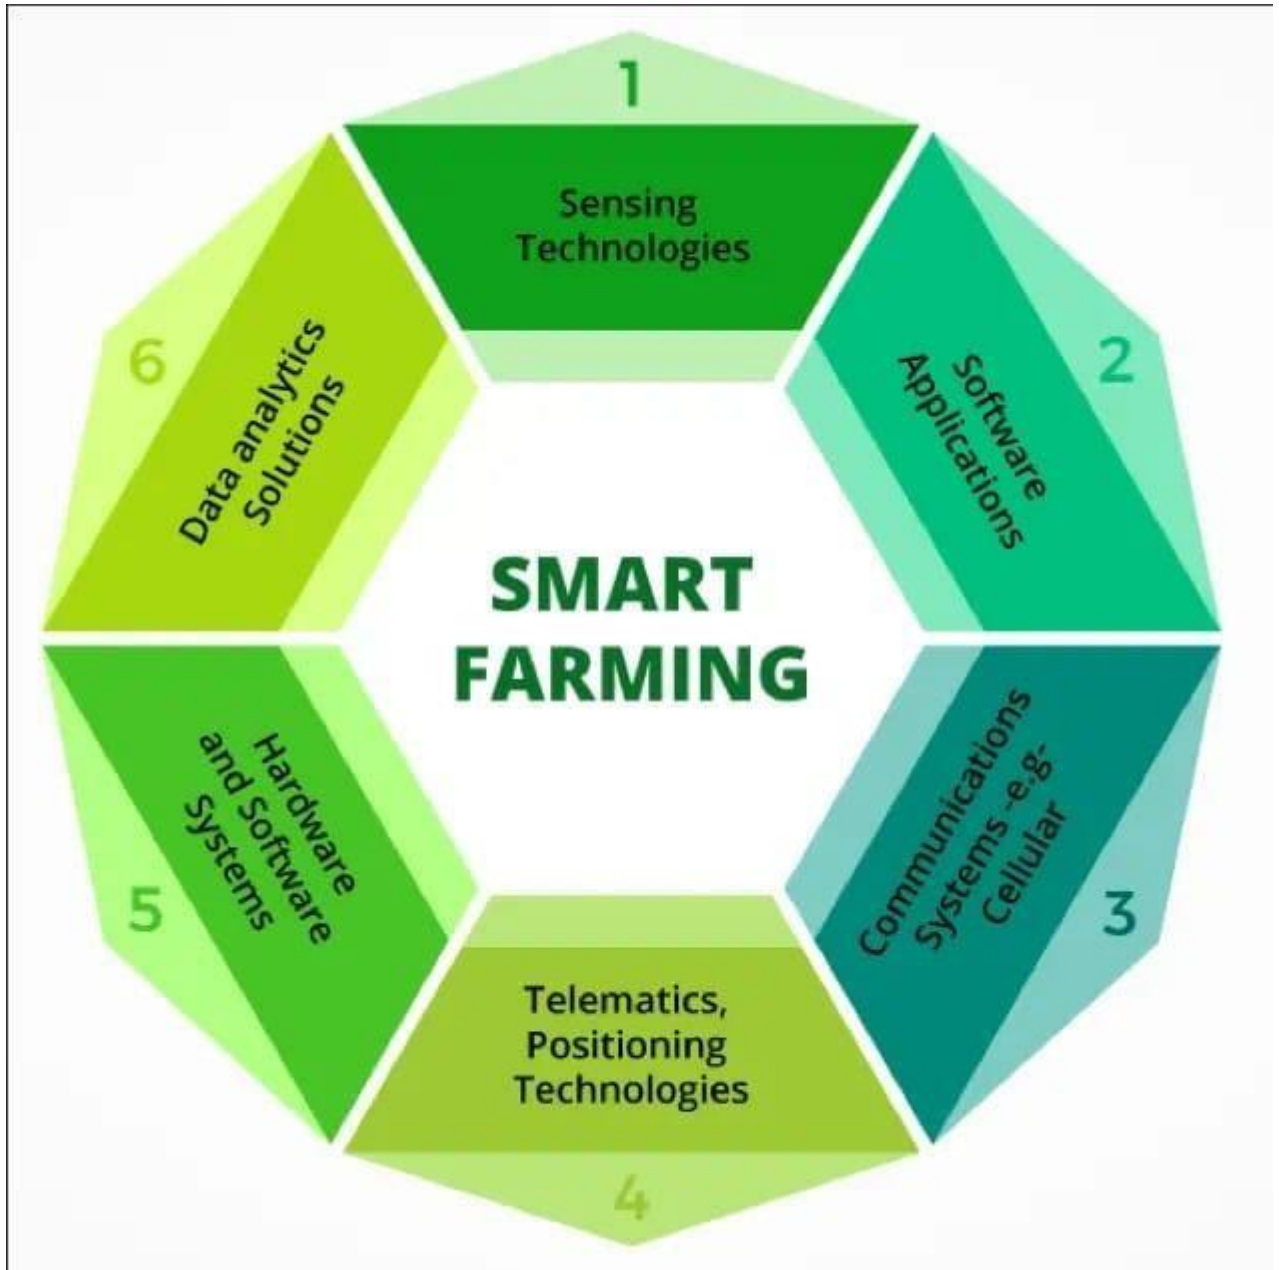 1
Sensing
Technologies
2
Software
Applications
3
Communications
Systems -e.g-
Cellular
4
Telematics,
Positioning
Technologies
5
Hardware
and Software
Systems
6
Data analytics
Solutions
SMART
FARMING